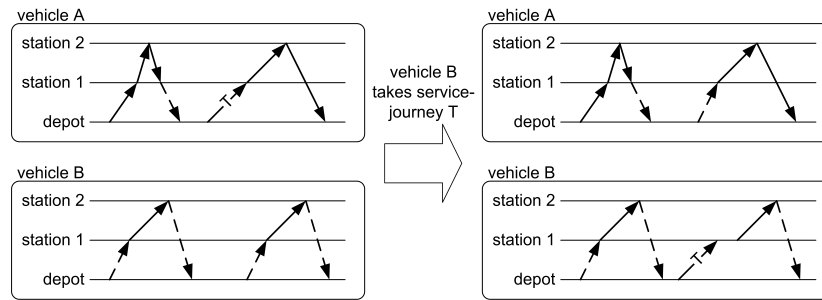 vehicle A
station 2
station 1
depot
T
vehicle B
station 2
station 1
depot
vehicle B
takes service-
journey T
vehicle A
station 2
station 1
depot
vehicle B
station 2
station 1
depot
T